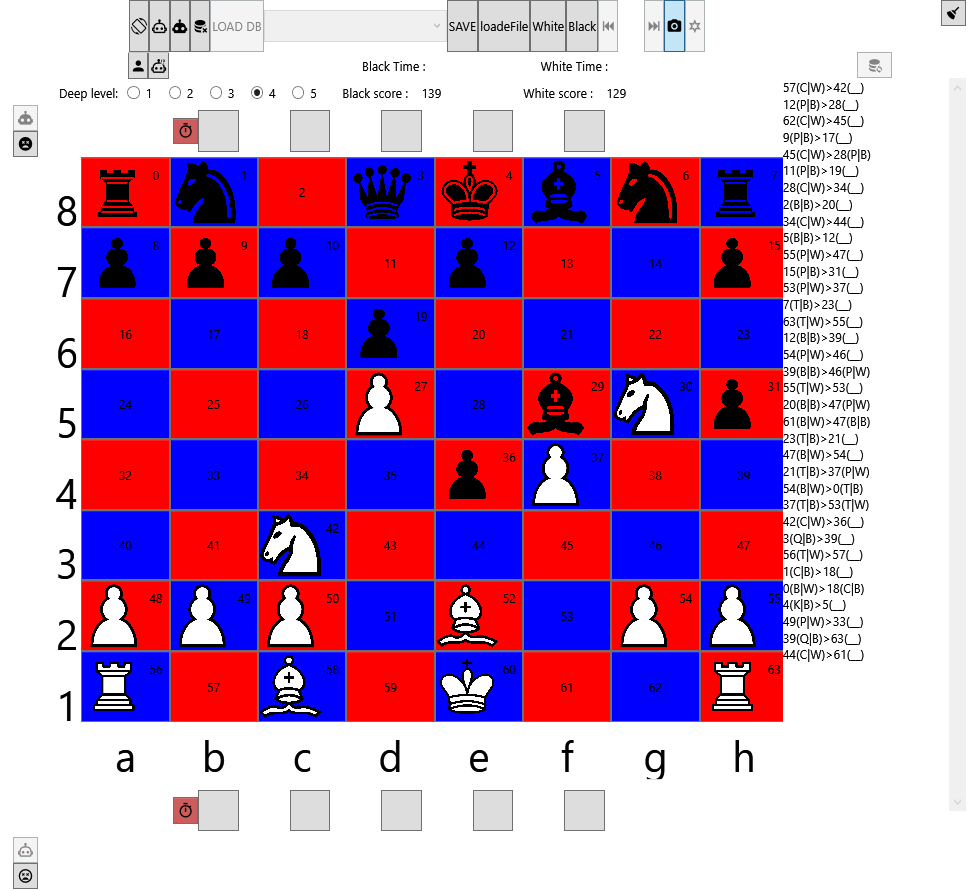 LOAD DB SAVE loadeFile White Black
Black Time : White Time :
Deep level: 1 2 3 4 5 Black score : 139 White score : 129
57(C|W)>42(__)
12(P|B)>28(__)
62(C|W)>45(__)
9(P|B)>17(__)
45(C|W)>28(P|B)
11(P|B)>19(__)
28(C|W)>34(__)
2(B|B)>20(__)
34(C|W)>44(__)
5(B|B)>12(__)
55(P|W)>47(__)
15(P|B)>31(__)
53(P|W)>37(__)
7(T|B)>23(__)
63(T|W)>55(__)
12(B|B)>39(__)
54(P|W)>46(__)
39(B|B)>46(P|W)
55(T|W)>53(__)
20(B|B)>47(P|W)
61(B|W)>47(B|B)
23(T|B)>21(__)
47(B|W)>54(__)
21(T|B)>37(P|W)
54(B|W)>0(T|B)
37(T|B)>53(T|W)
42(C|W)>36(__)
3(Q|B)>39(__)
56(T|W)>57(__)
1(C|B)>18(__)
0(B|W)>18(C|B)
4(K|B)>5(__)
49(P|W)>33(__)
39(Q|B)>63(__)
44(C|W)>61(__)
8 0 1 2 3 4 5 6 7
7 8 9 10 11 12 13 14 15
6 16 17 18 19 20 21 22 23
5 24 25 26 27 28 29 30 31
4 32 33 34 35 36 37 38 39
3 40 41 42 43 44 45 46 47
2 48 49 50 51 52 53 54 55
1 56 57 58 59 60 61 62 63
a b c d e f g h